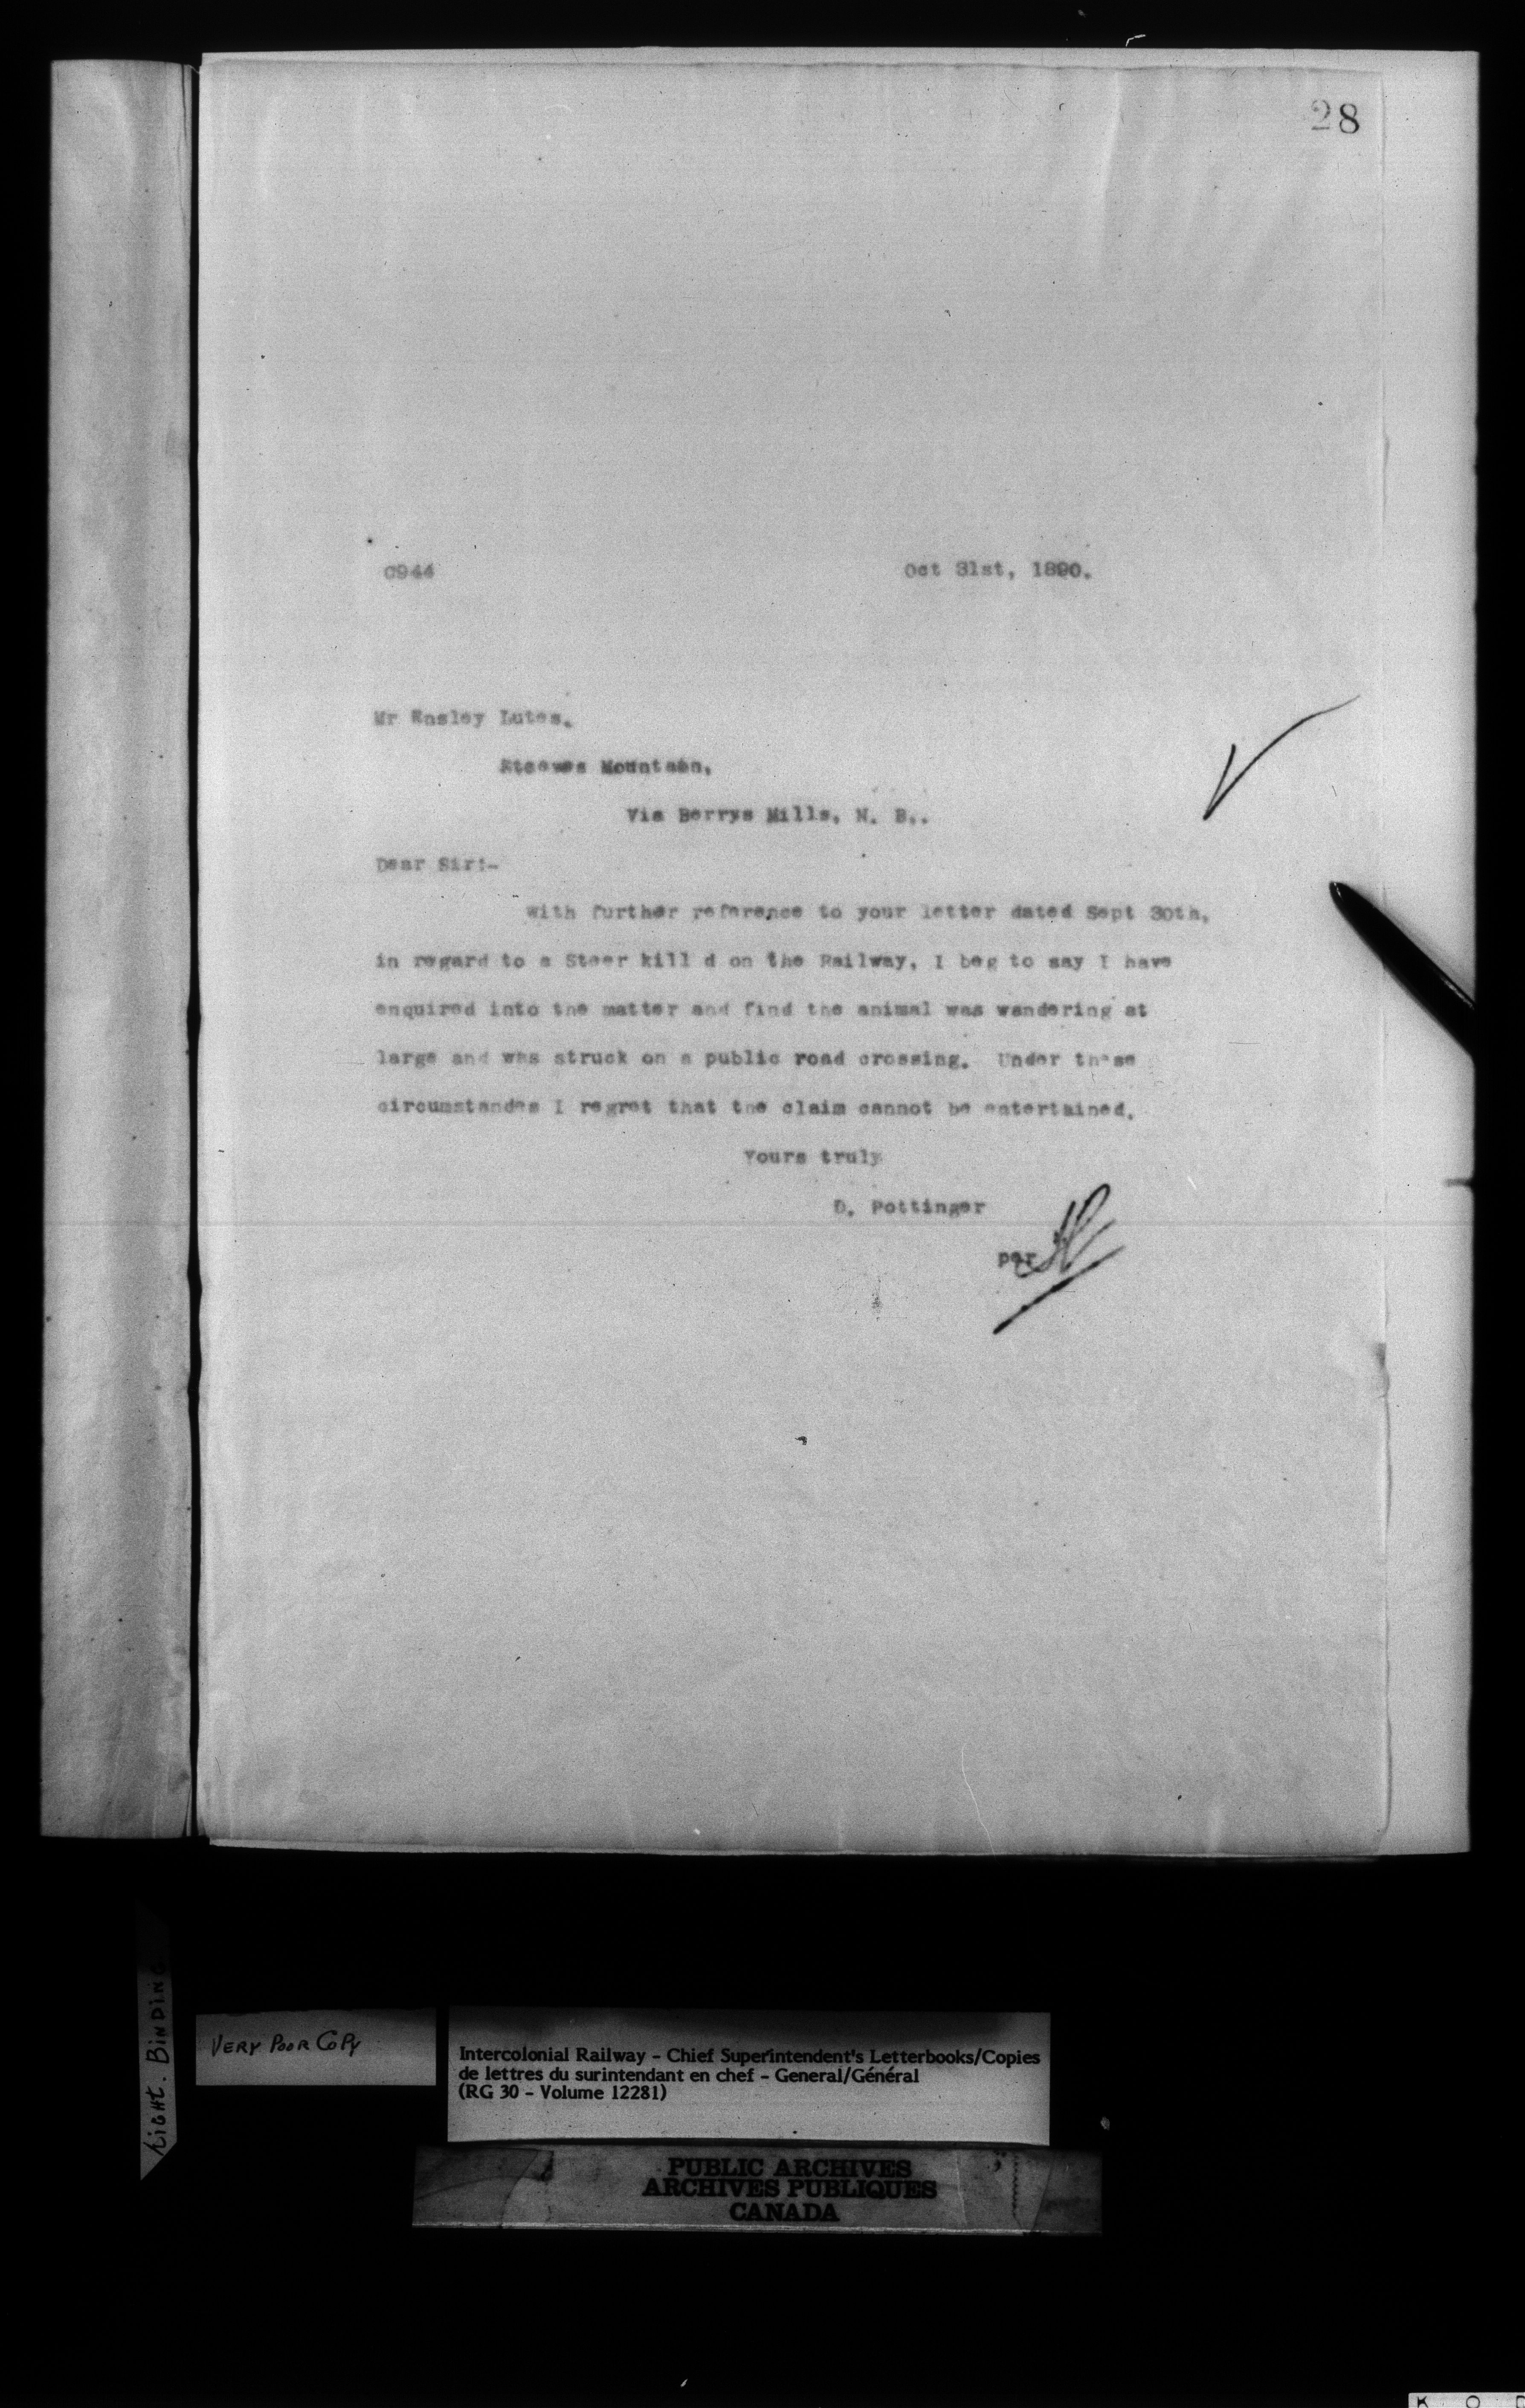 28
C944 Oct 31st, 1890.
Mr Ensley Lutes.
Steeves Mountain,
Via Berrys Mills, N. B..
Dear Sir:-
With further reference to your letter dated Sept 30th,
in regard to a Steer kill d on the Railway, I beg to say I have
enquired into the matter and find the animal was wandering at
large and was struck on a public road crossing. Under these
circumstandes I regret that the claim cannot be entertained.
Yours truly
D. Pottinger
per
TIGHT. BINDING
VERY POOR COPY
Intercolonial Railway - Chief Superintendent's Letterbooks/Copies
de lettres du surintendant en chef - General/Général
(RG 30 - Volume 12281)
PUBLIC ARCHIVES
ARCHIVES PUBLIQUES
CANADA